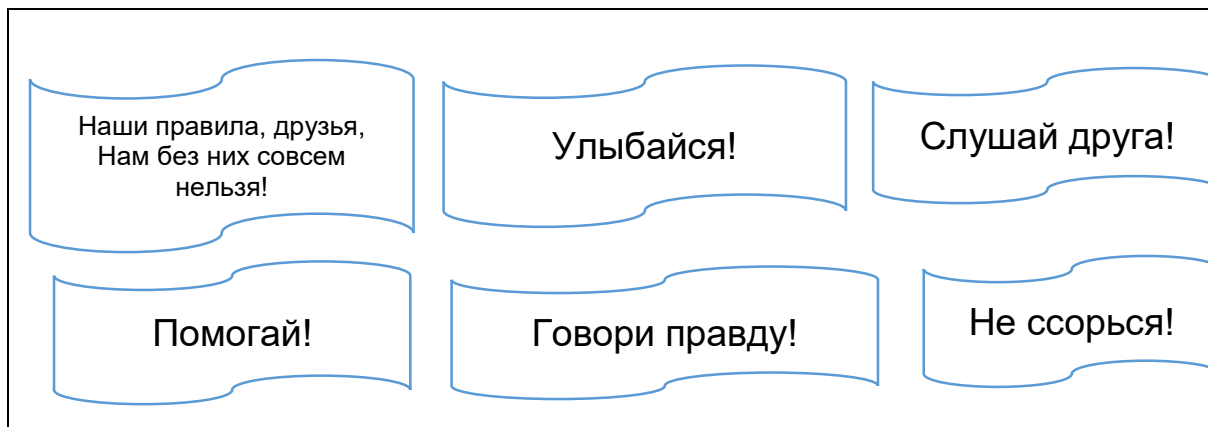 Наши правила, друзья,
Нам без них совсем
нельзя!
Улыбайся!
Слушай друга!
Помогай!
Говори правду!
Не ссорься!